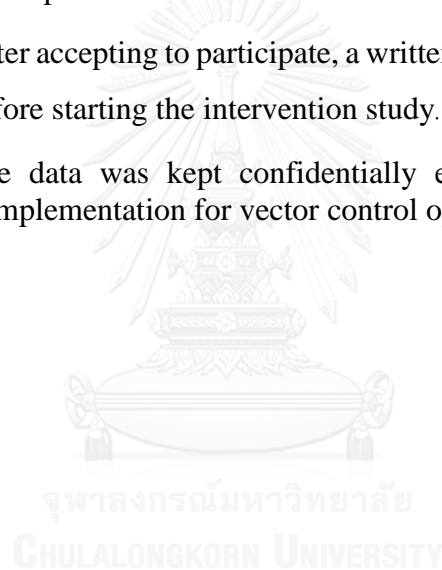 ter accepting to participate, a written
fore starting the intervention study.
e data was kept confidentially e
mplementation for vector control o
จุฬาลงกรณ์มหาวิทยาลัย
CHULALONGKORN UNIVERSITY